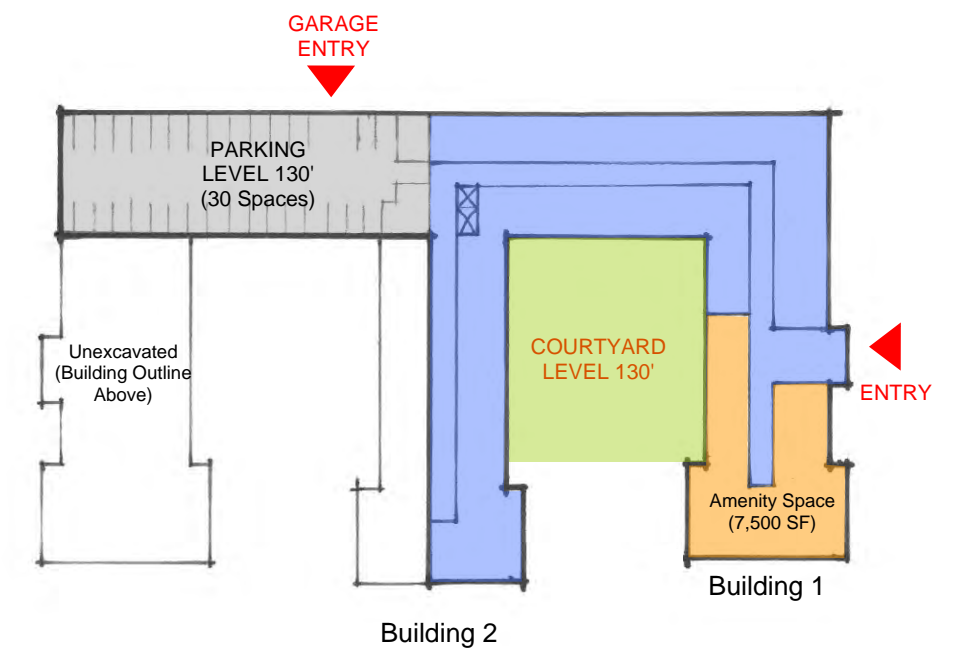 GARAGE
ENTRY
PARKING
LEVEL 130'
(30 Spaces)
Unexcavated
(Building Outline
Above)
COURTYARD
LEVEL 130'
ENTRY
Amenity Space
(7,500 SF)
Building 1
Building 2